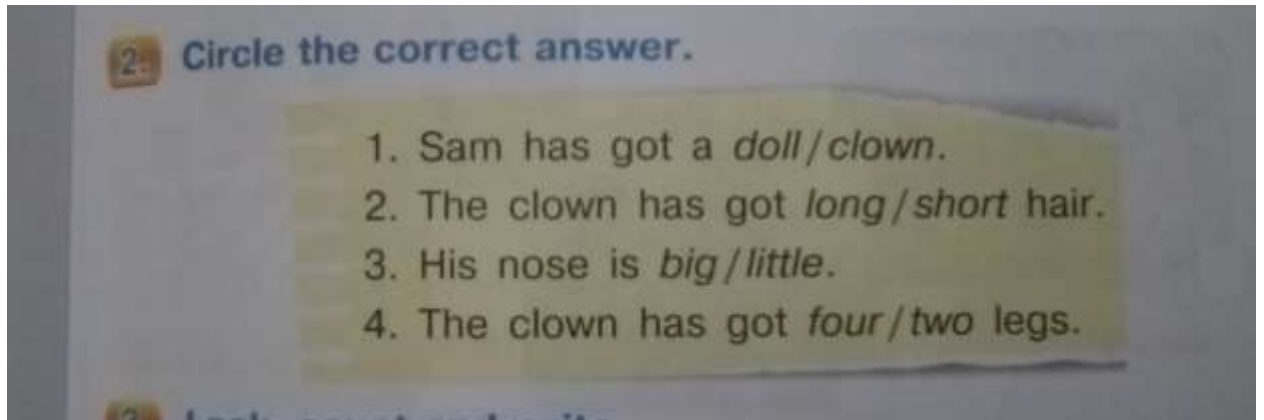 2. Circle the correct answer.
1. Sam has got a doll/clown.
2. The clown has got long/short hair.
3. His nose is big/little.
4. The clown has got four/two legs.